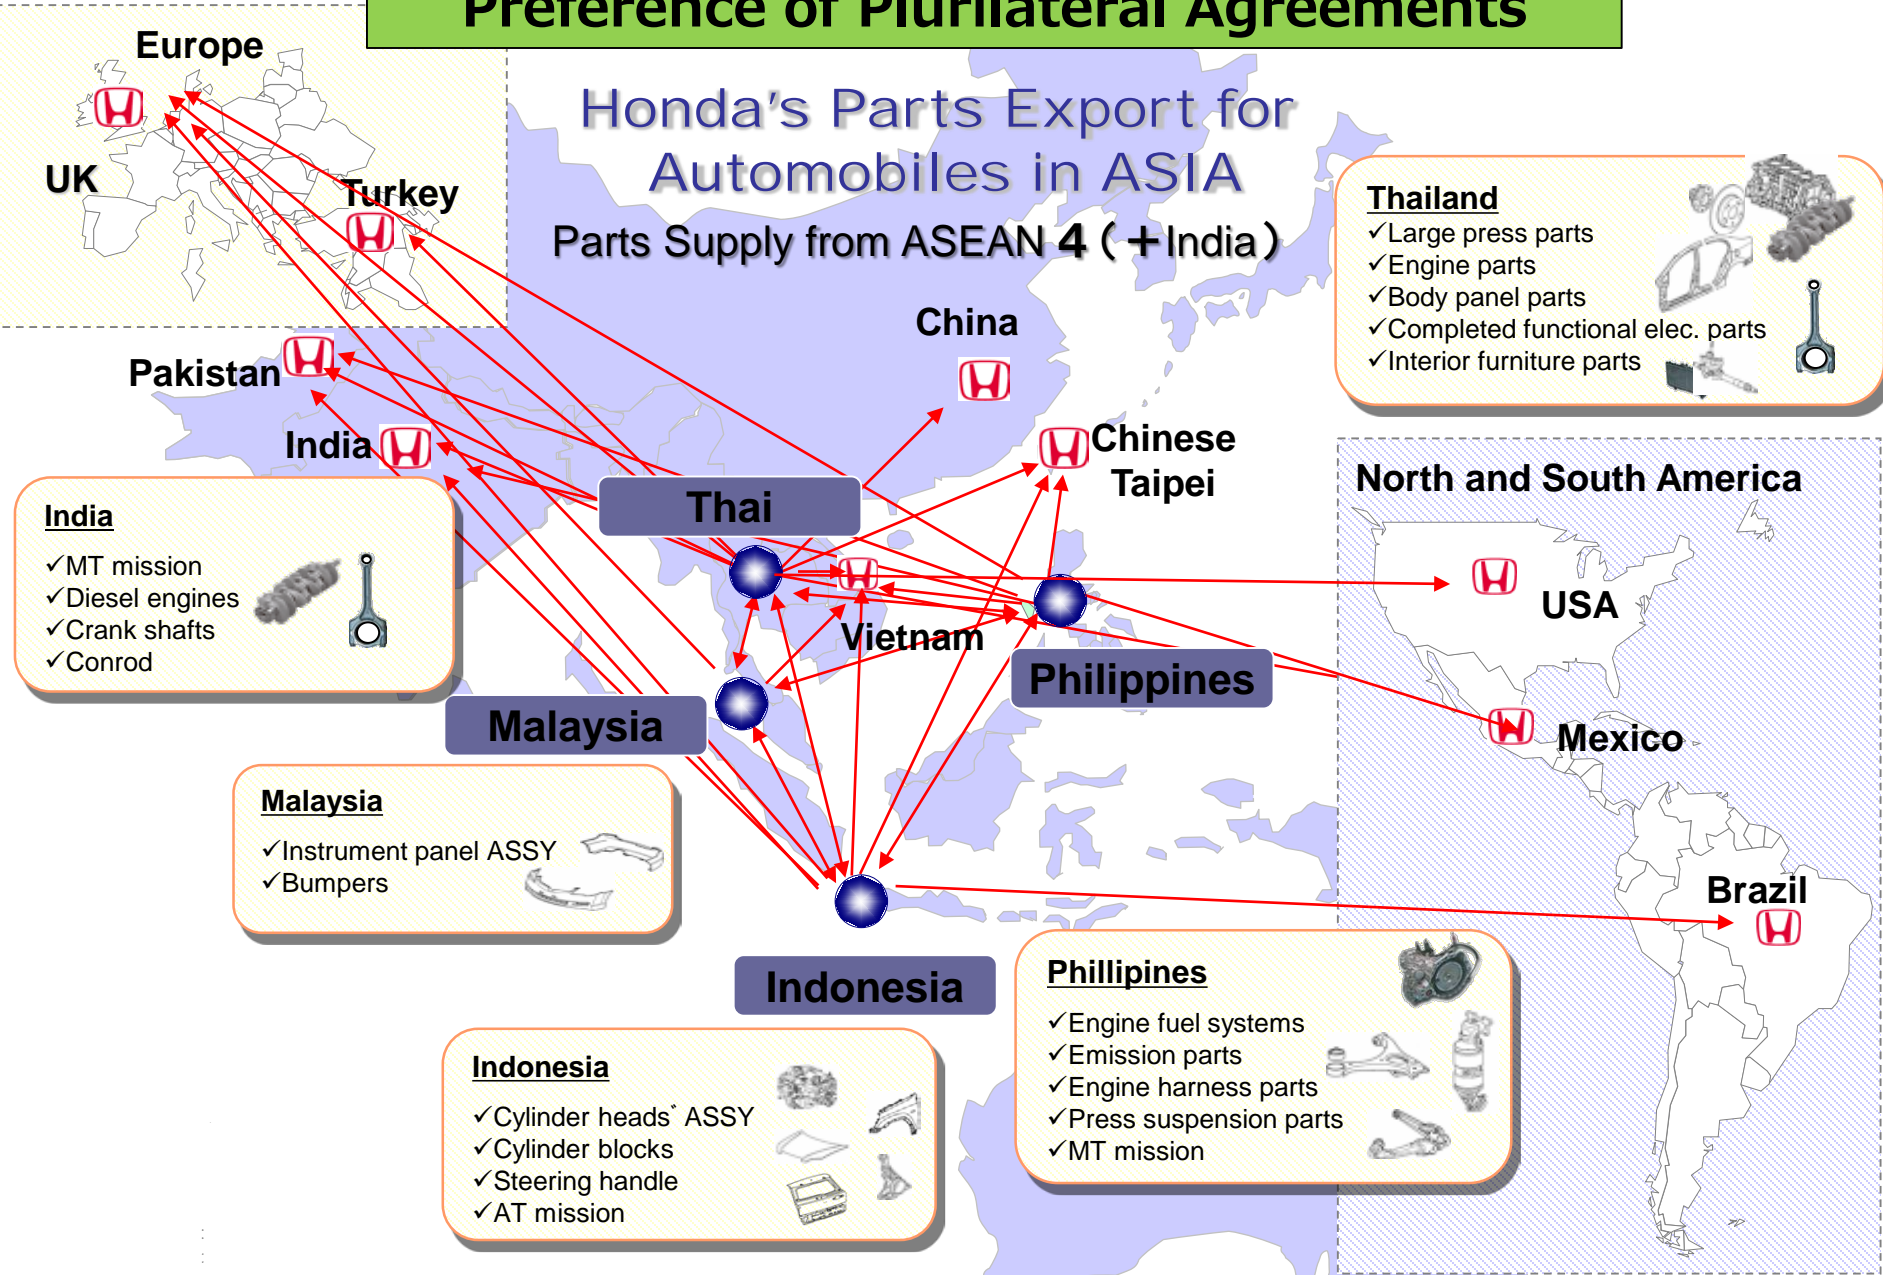 Preference of Plurilateral Agreements
Honda's Parts Export for
Automobiles in ASIA
Parts Supply from ASEAN 4 (+India)
Europe
UK
Turkey
Pakistan
India
China
Chinese
Taipei
Thai
Vietnam
Malaysia
Philippines
Indonesia
North and South America
USA
Mexico
Brazil
Thailand
✓Large press parts
✓Engine parts
✓Body panel parts
✓Completed functional elec. parts
✓Interior furniture parts
India
✓MT mission
✓Diesel engines
✓Crank shafts
✓Conrod
Malaysia
✓Instrument panel ASSY
✓Bumpers
Indonesia
✓Cylinder heads゛ASSY
✓Cylinder blocks
✓Steering handle
✓AT mission
Phillipines
✓Engine fuel systems
✓Emission parts
✓Engine harness parts
✓Press suspension parts
✓MT mission